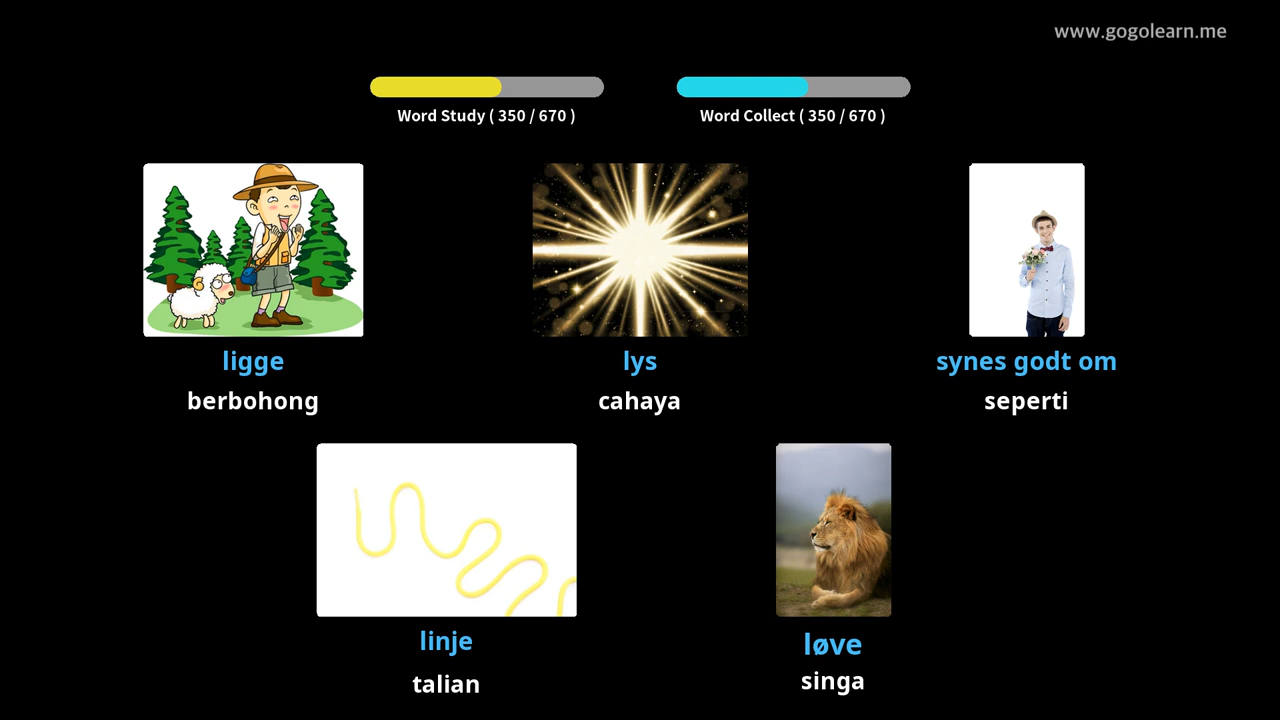 www.gogolearn.me
Word Study ( 350 / 670 )
Word Collect ( 350 / 670 )
ligge
berbohong
lys
cahaya
synes godt om
seperti
linje
talian
løve
singa